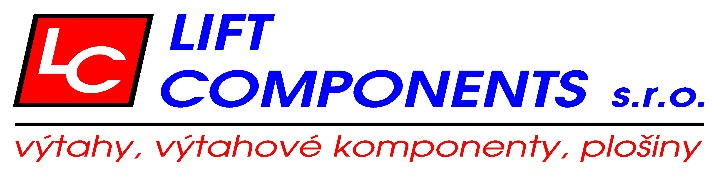 LC
LIFT
COMPONENTS s.r.o.
výtahy, výtahové komponenty, plošiny